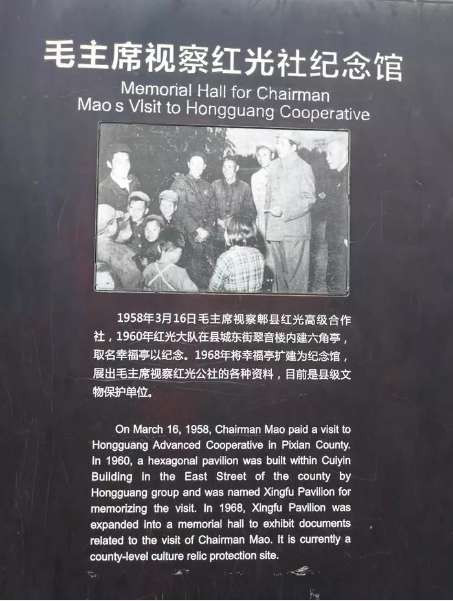 毛主席视察红光社纪念馆
Memorial Hall for Chairman
Mao s VIsit to Hongguang Cooperative
1958年3月16日毛主席视察郫县红光高级合作
社，1960年红光大队在县城东街翠音楼内建六角亭，
取名幸福亭以纪念。1968年将幸福亭扩建为纪念馆，
展出毛主席视察红光公社的各种资料，目前是县级文
物保护单位。
On March 16, 1958, Chairman Mao paid a visit to
Hongguang Advanced Cooperative in Pixian County.
In 1960, a hexagonal pavilion was built within Cuiyin
Building in the East Street of the county by
Hongguang group and was named Xingfu Pavilion for
memorizing the visit. In 1968, Xingfu Pavilion was
expanded into a memorial hall to exhibit documents
related to the visit of Chairman Mao. It is currently a
county-level culture relic protection site.